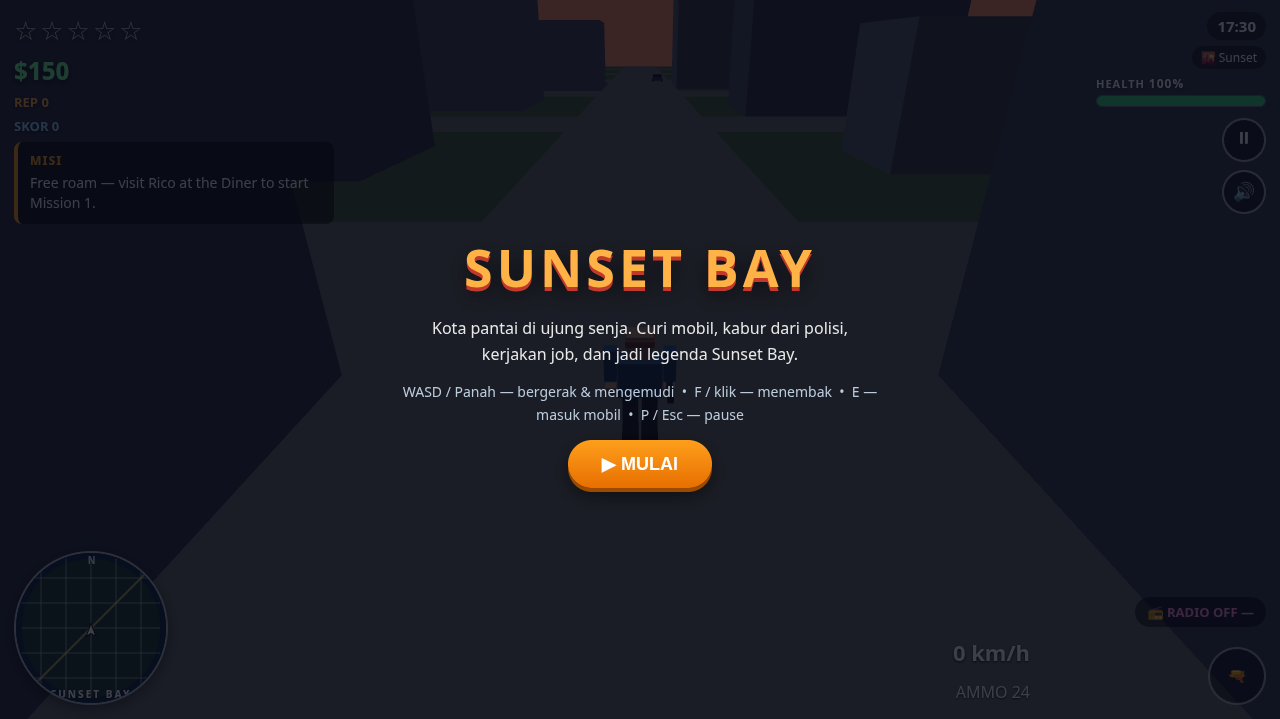 ☆☆☆☆☆
$150
REP 0
SKOR 0
MISI
Free roam — visit Rico at the Diner to start
Mission 1.
17:30
Sunset
HEALTH 100%
SUNSET BAY
Kota pantai di ujung senja. Curi mobil, kabur dari polisi,
kerjakan job, dan jadi legenda Sunset Bay.
WASD / Panah — bergerak & mengemudi • F / klik — menembak • E —
masuk mobil • P / Esc — pause
▶ MULAI
N
SUNSET BAY
RADIO OFF —
0 km/h
AMMO 24